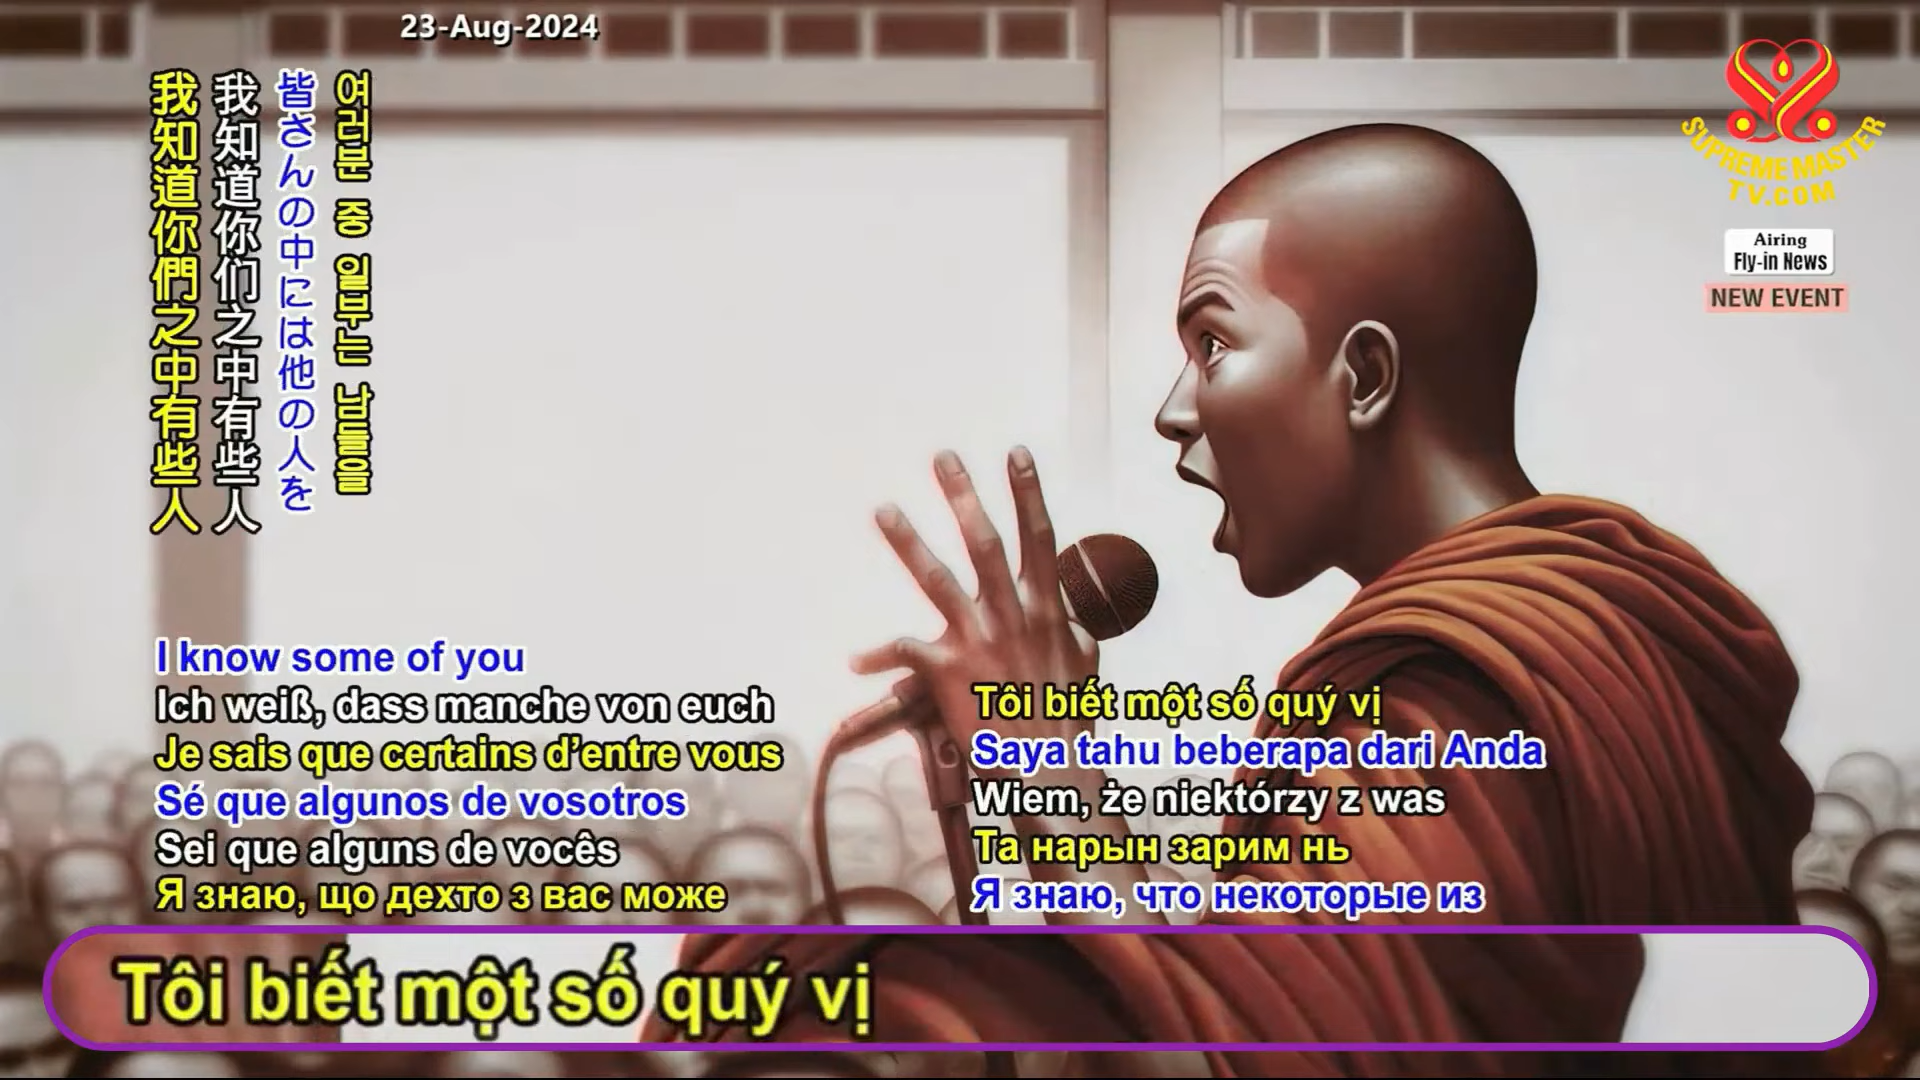 23-Aug-2024
我知道你們之中有些人
我知道你们之中有些人
皆さんの中には他の人を
여러분 중 일부는 남들을
SUPREME MASTER
TV.COM
Airing
Fly-in News
NEW EVENT
I know some of you
Ich weiß, dass manche von euch
Je sais que certains d’entre vous
Sé que algunos de vosotros
Sei que alguns de vocês
Я знаю, що дехто з вас може
Tôi biết một số quý vị
Saya tahu beberapa dari Anda
Wiem, że niektórzy z was
Та нарын зарим нь
Я знаю, что некоторые из
Tôi biết một số quý vị